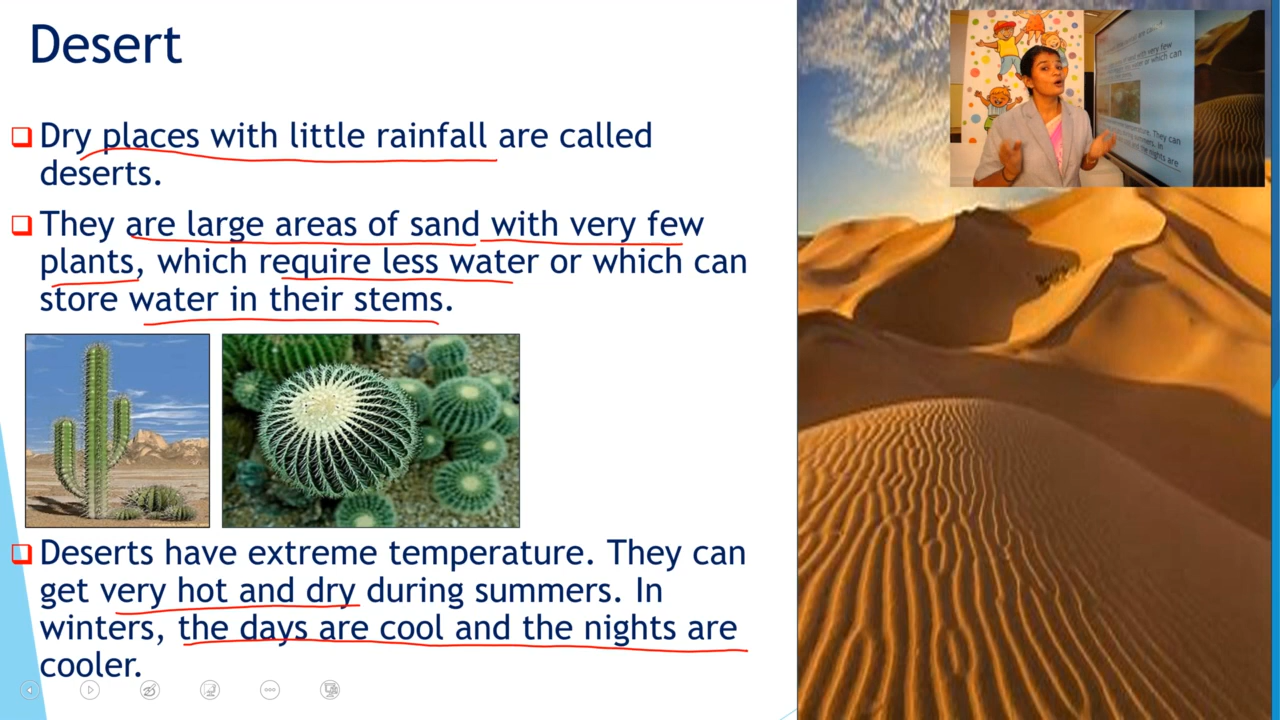 Desert
Dry places with little rainfall are called
deserts.
They are large areas of sand with very few
plants, which require less water or which can
store water in their stems.
Deserts have extreme temperature. They can
get very hot and dry during summers. In
winters, the days are cool and the nights are
cooler.